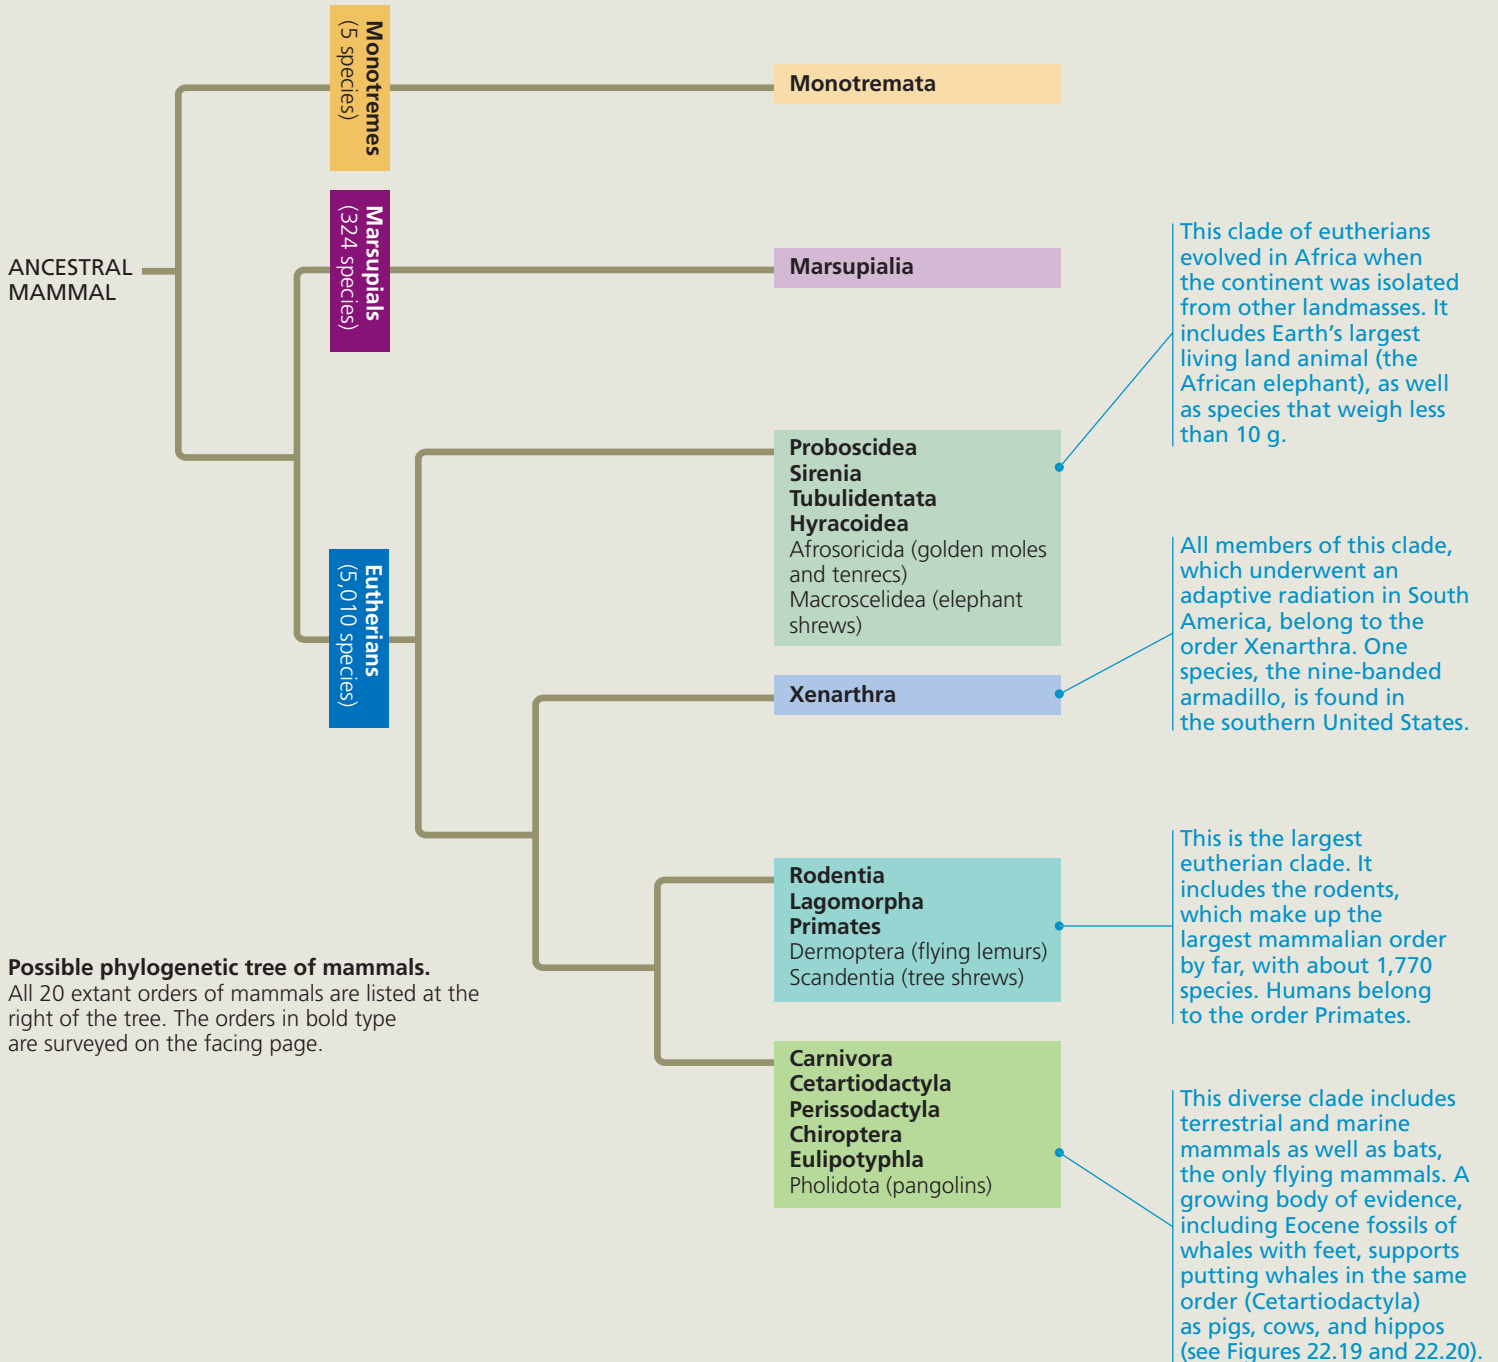 Monotremes
(5 species)
Monotremata
Marsupials
(324 species)
ANCESTRAL
MAMMAL
Marsupialia
This clade of eutherians
evolved in Africa when
the continent was isolated
from other landmasses. It
includes Earth’s largest
living land animal (the
African elephant), as well
as species that weigh less
than 10 g.
Proboscidea
Sirenia
Tubulidentata
Hyracoidea
Afrosoricida (golden moles
and tenrecs)
Macroscelidea (elephant
shrews)
Eutherians
(5,010 species)
All members of this clade,
which underwent an
adaptive radiation in South
America, belong to the
order Xenarthra. One
species, the nine-banded
armadillo, is found in
the southern United States.
Xenarthra
This is the largest
eutherian clade. It
includes the rodents,
which make up the
largest mammalian order
by far, with about 1,770
species. Humans belong
to the order Primates.
Rodentia
Lagomorpha
Primates
Dermoptera (flying lemurs)
Scandentia (tree shrews)
Possible phylogenetic tree of mammals.
All 20 extant orders of mammals are listed at the
right of the tree. The orders in bold type
are surveyed on the facing page.
Carnivora
Cetartiodactyla
Perissodactyla
Chiroptera
Eulipotyphla
Pholidota (pangolins)
This diverse clade includes
terrestrial and marine
mammals as well as bats,
the only flying mammals. A
growing body of evidence,
including Eocene fossils of
whales with feet, supports
putting whales in the same
order (Cetartiodactyla)
as pigs, cows, and hippos
(see Figures 22.19 and 22.20).